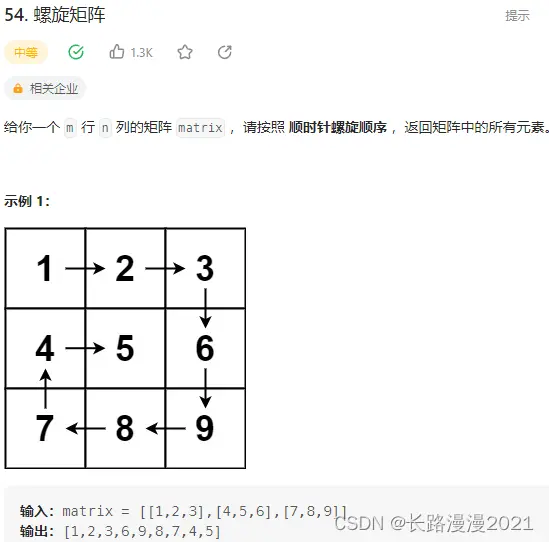 54. 螺旋矩阵
提示
中等 1.3K
相关企业
给你一个 m 行 n 列的矩阵 matrix ，请按照 顺时针螺旋顺序 ，返回矩阵中的所有元素。
示例 1：
1 2 3
4 5 6
7 8 9
输入：matrix = [[1,2,3],[4,5,6],[7,8,9]]
输出：[1,2,3,6,9,8,7,4,5]
CSDN @长路漫漫2021